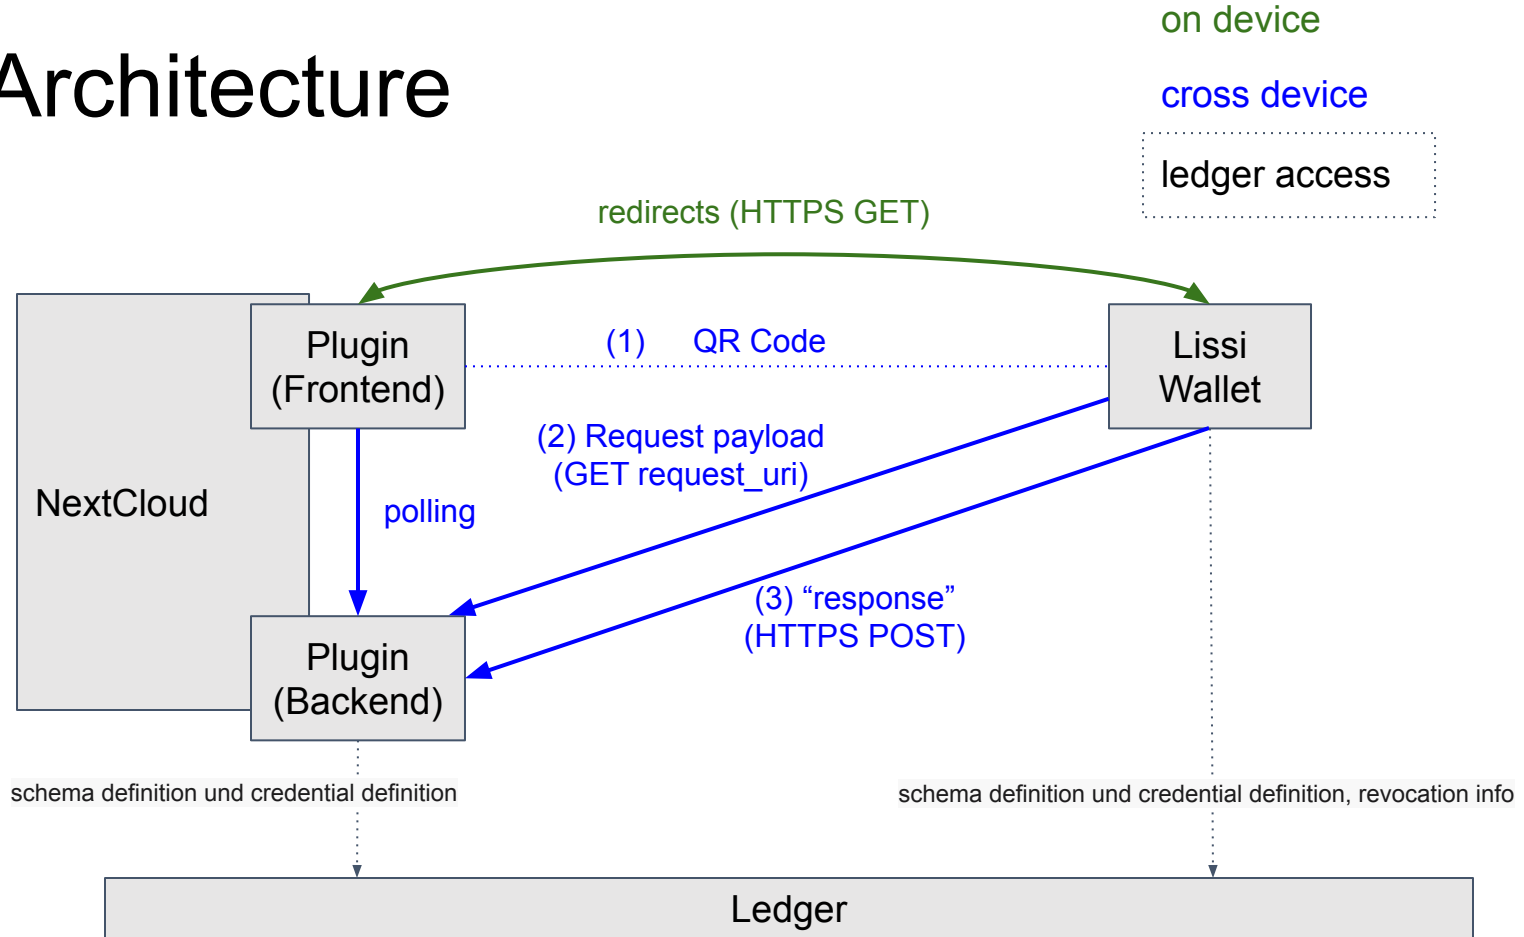 Architecture
on device
cross device
ledger access
redirects (HTTPS GET)
Plugin
(Frontend)
(1) QR Code
Lissi
Wallet
(2) Request payload
(GET request_uri)
NextCloud
polling
(3) “response”
(HTTPS POST)
Plugin
(Backend)
schema definition und credential definition
schema definition und credential definition, revocation info
Ledger